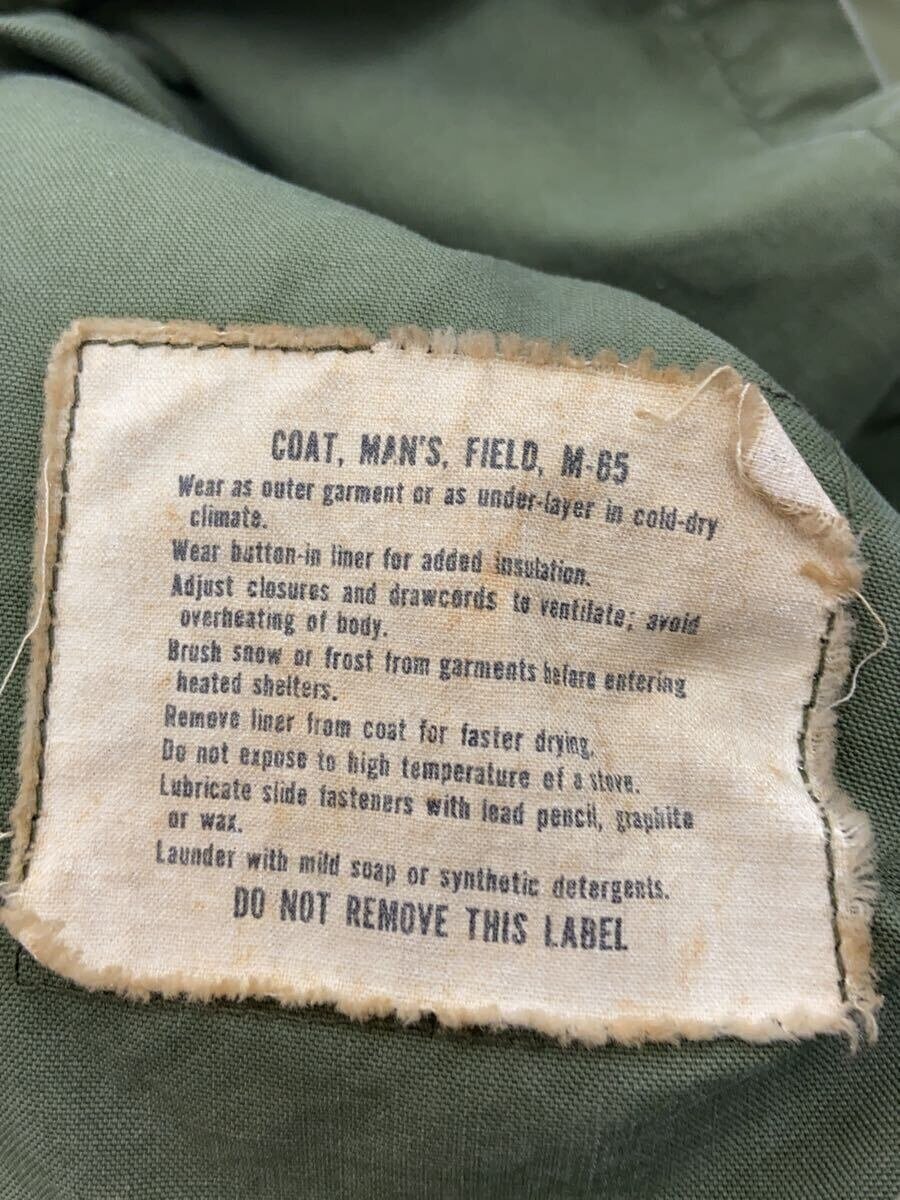 COAT, MAN'S, FIELD, M-65
Wear as outer garment or as under-layer in cold-dry
climate.
Wear button-in liner for added insulation.
Adjust closures and drawcords to ventilate; avoid
overheating of body.
Brush snow or frost from garments before entering
heated shelters.
Remove liner from coat for faster drying.
Do not expose to high temperature of a stove.
Lubricate slide fasteners with lead pencil, graphite
or wax.
Launder with mild soap or synthetic detergents.
DO NOT REMOVE THIS LABEL